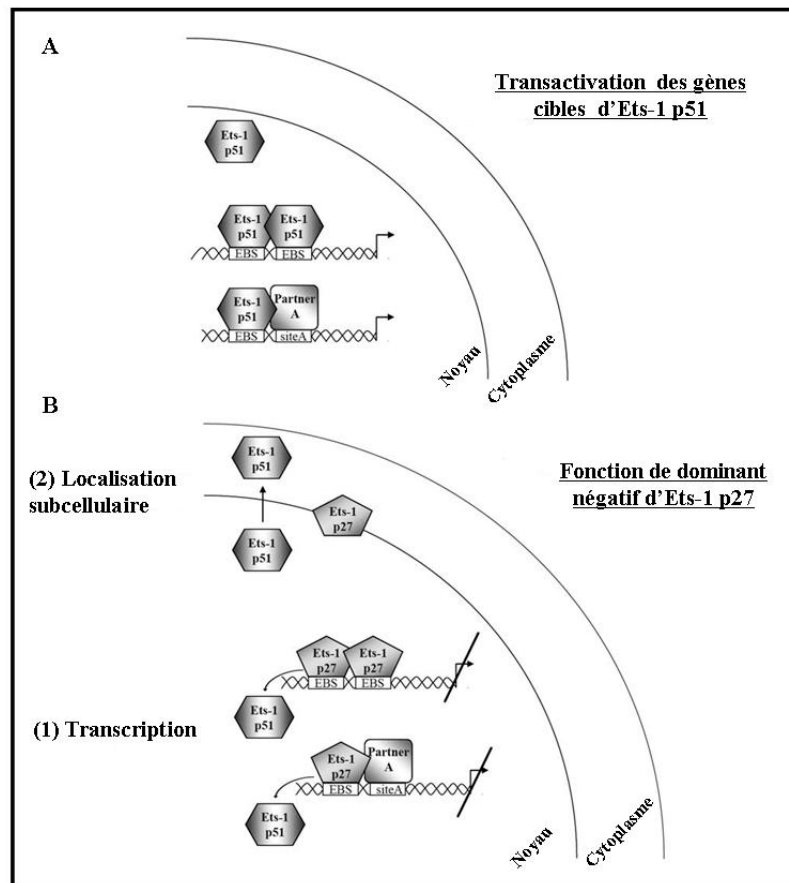 A
Transactivation des gènes
cibles d'Ets-1 p51
Ets-1
p51
Ets-1 Ets-1
p51 p51
EBS EBS
Ets-1 Partner
p51 A
EBS siteA
Noyau
Cytoplasme
B
(2) Localisation
subcellulaire
Ets-1
p51
Ets-1
p27
Ets-1
p51
Fonction de dominant
négatif d'Ets-1 p27
(1) Transcription
Ets-1 Ets-1
p27 p27
EBS EBS
Ets-1
p51
Ets-1 Partner
p27 A
EBS siteA
Ets-1
p51
Noyau
Cytoplasme